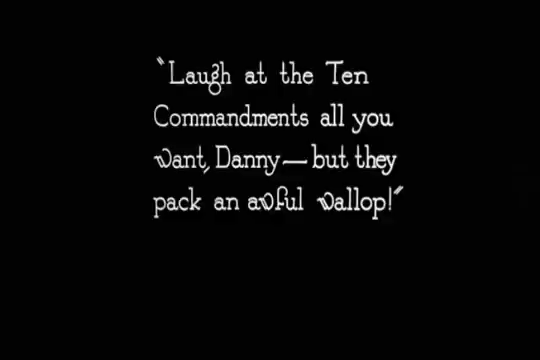 "Laugh at the Ten
Commandments all you
want, Danny—but they
pack an awful wallop!"